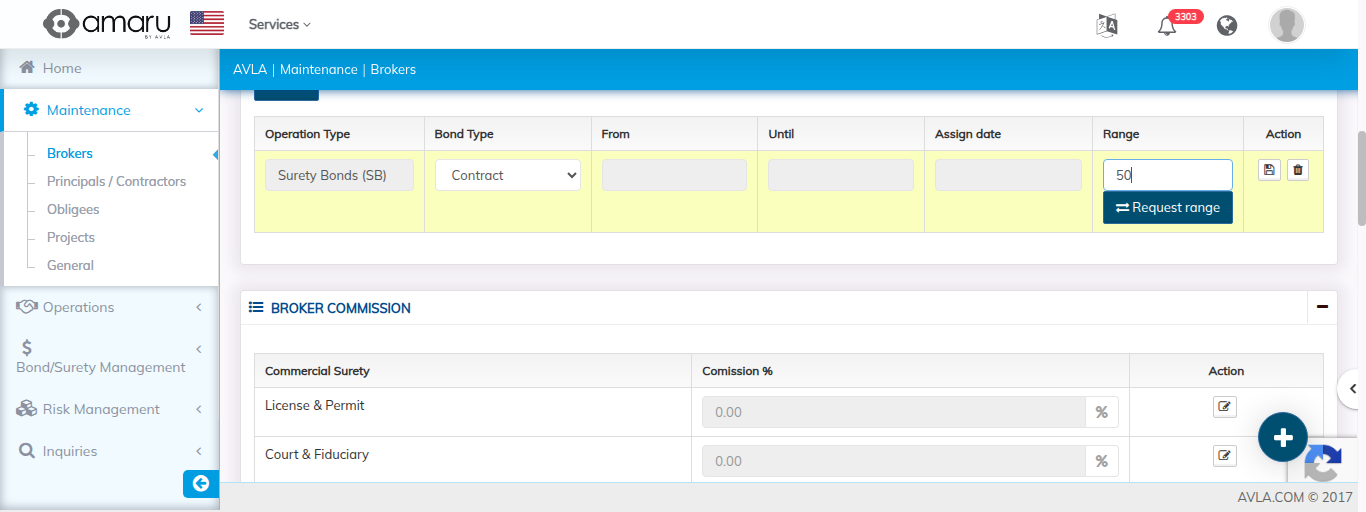 amaru
BY AVLA
Services
3303
Home
AVLA | Maintenance | Brokers
Maintenance
Brokers
Principals / Contractors
Obligees
Projects
General
Operations
Bond/Surety Management
Risk Management
Inquiries
Operation Type Bond Type From Until Assign date Range Action
Surety Bonds (SB) Contract 50
Request range
BROKER COMMISSION
Commercial Surety Comission % Action
License & Permit 0.00 %
Court & Fiduciary 0.00 %
AVLA.COM © 2017